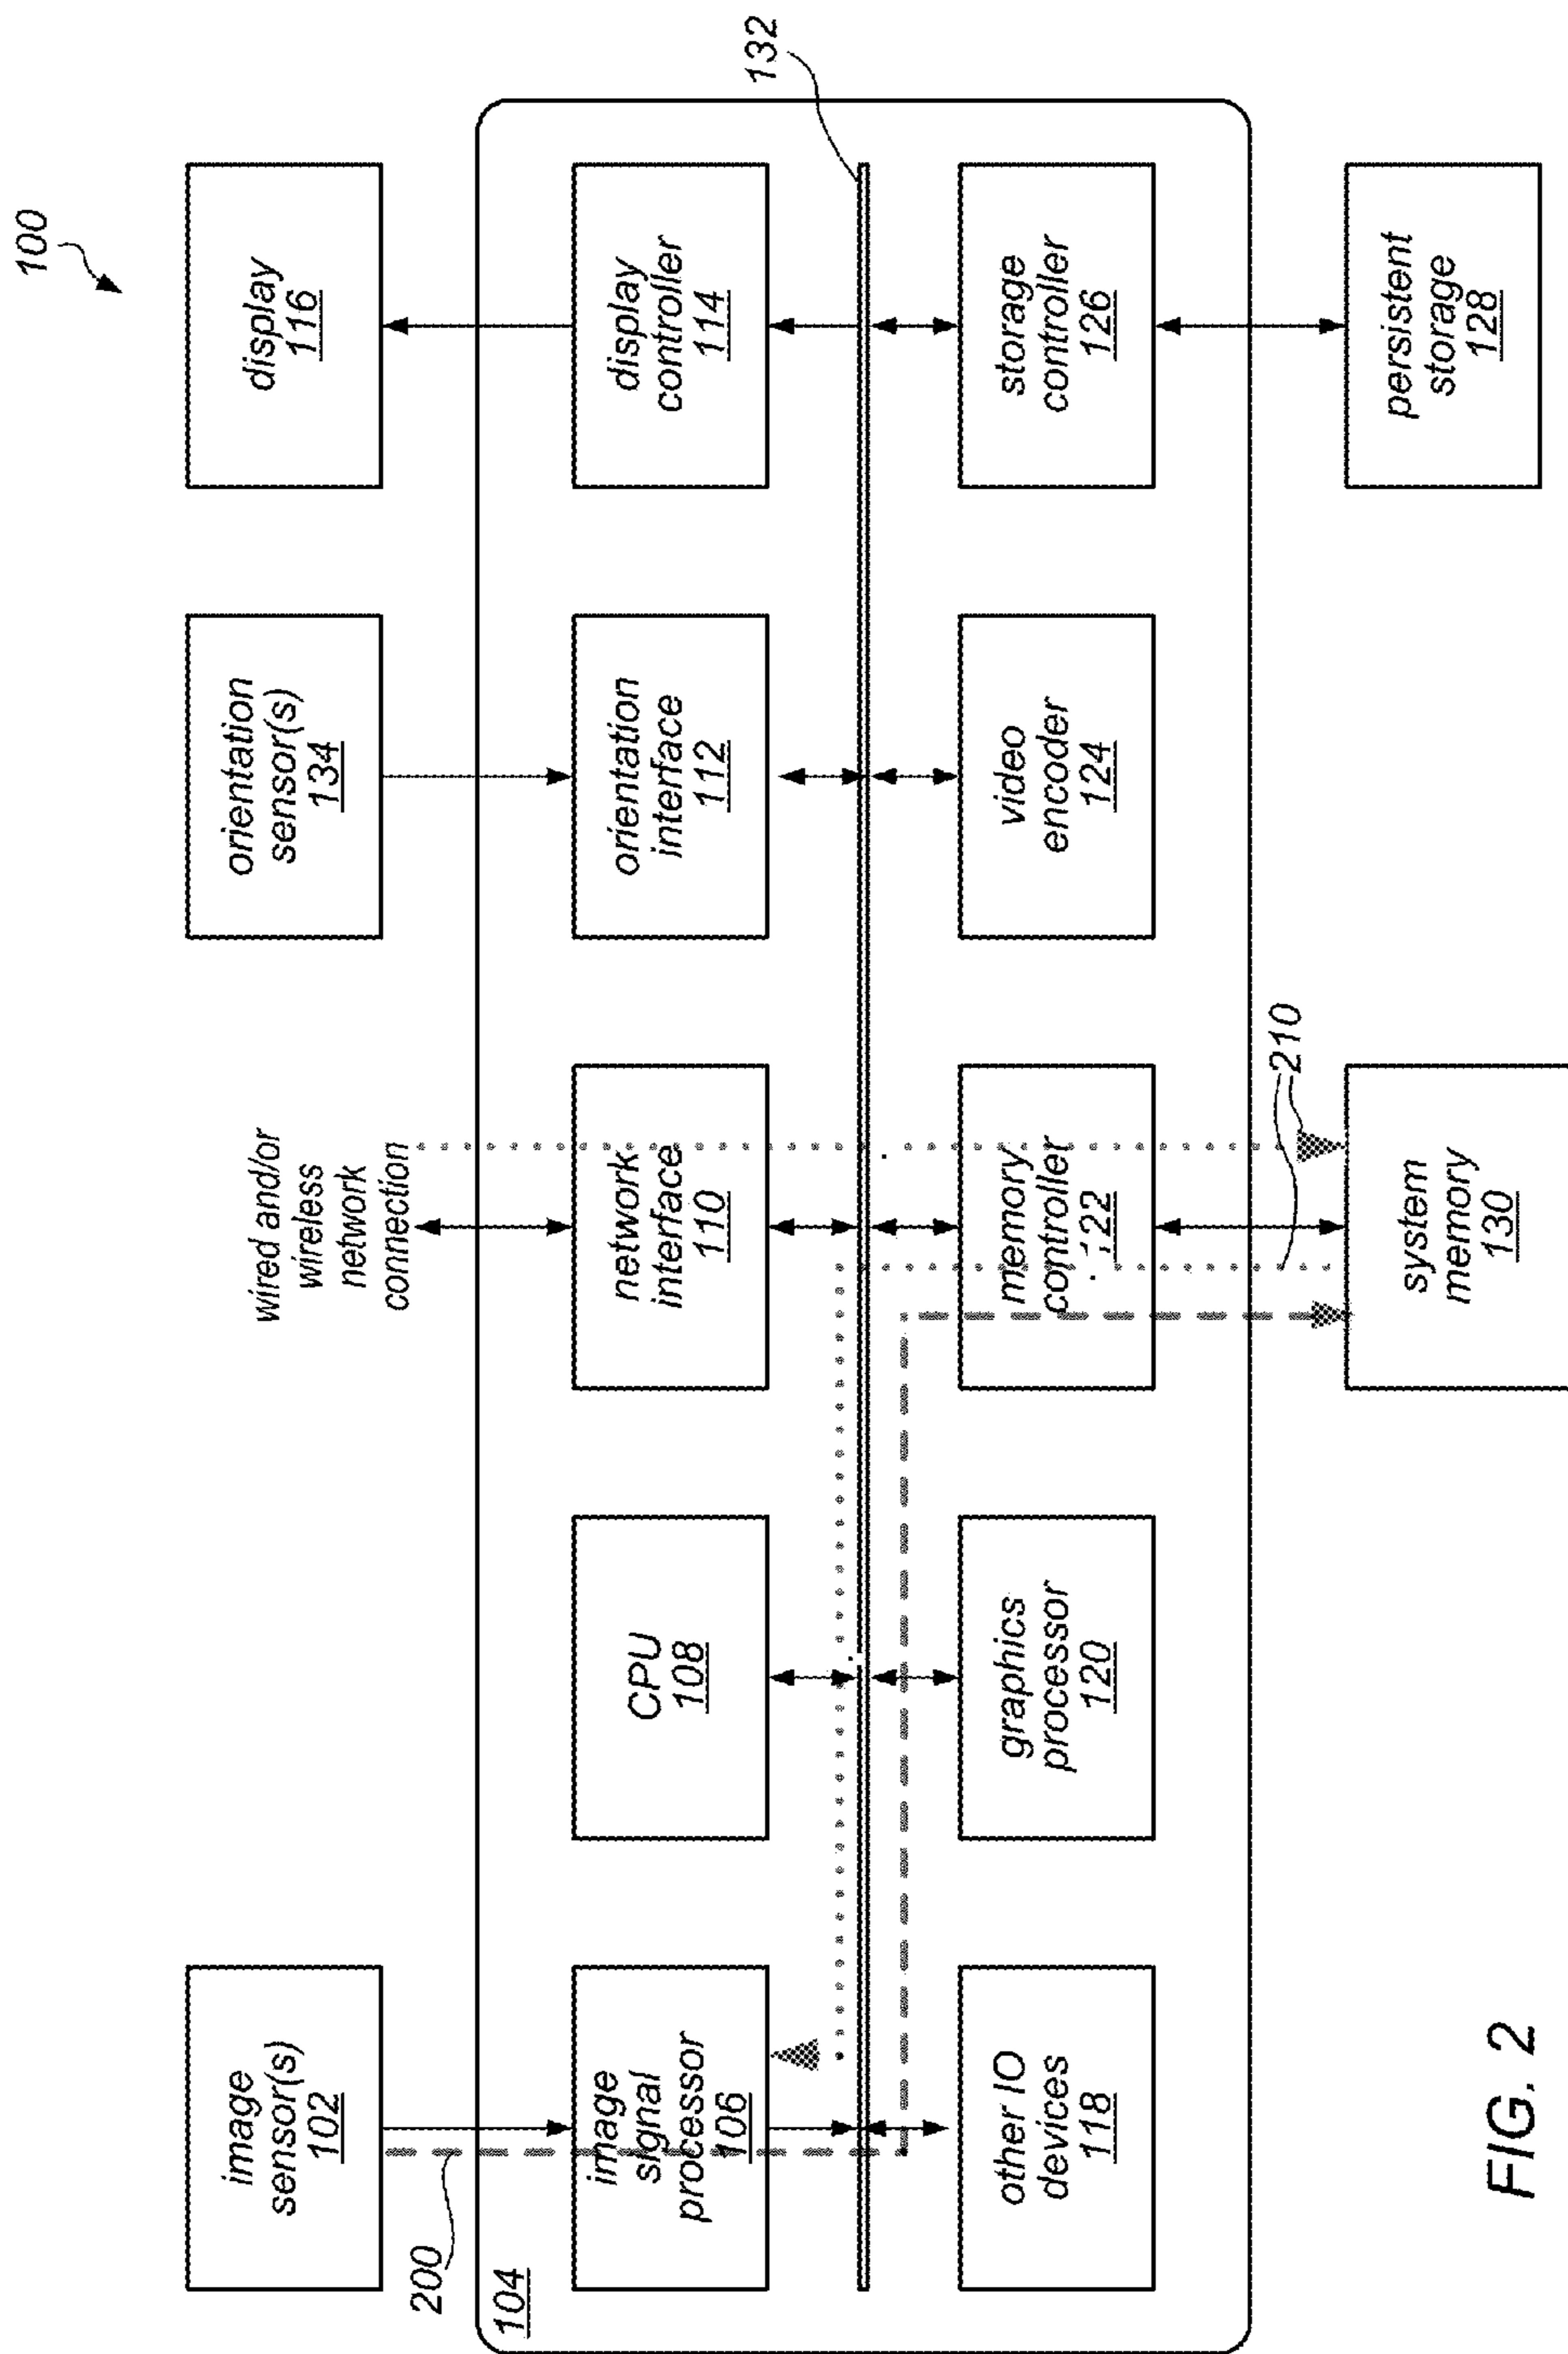 100
image
sensor(s)
102
orientation
sensor(s)
134
display
116
wired and/or
wireless
network
connection
200
104
image
signal
processor
106
CPU
108
network
interface
110
orientation
interface
112
display
controller
114
132
other IO
devices
118
graphics
processor
120
memory
controller
122
video
encoder
124
storage
controller
126
210
system
memory
130
persistent
storage
128
FIG. 2